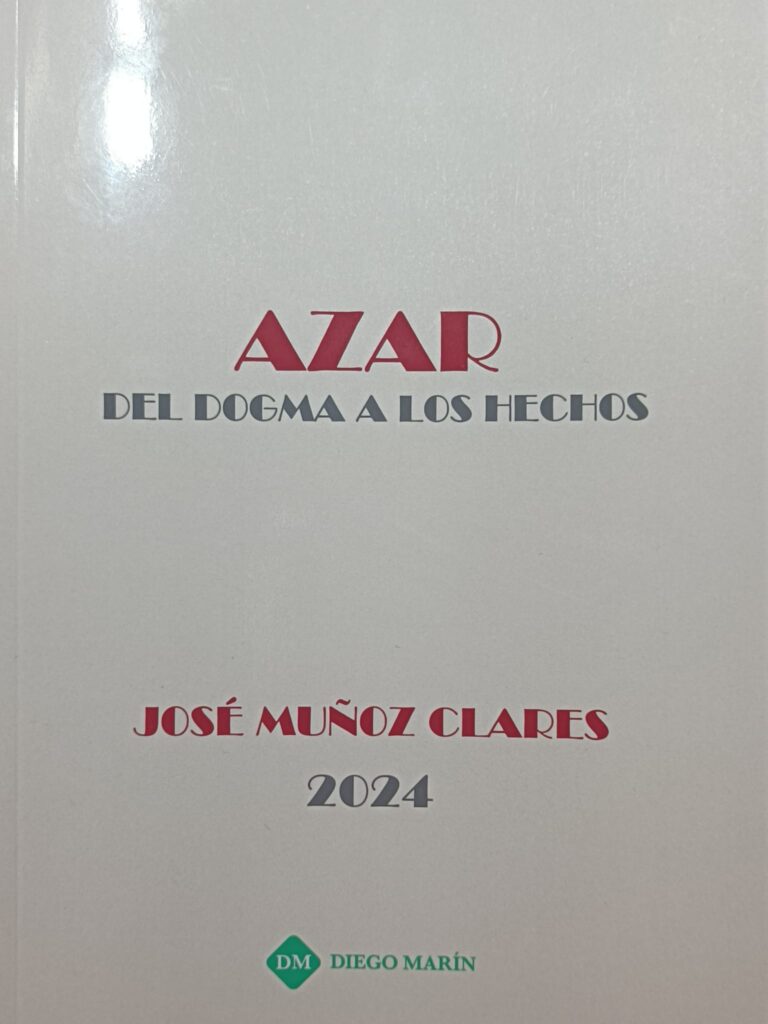 AZAR
DEL DOGMA A LOS HECHOS
JOSÉ MUÑOZ CLARES
2024
DM DIEGO MARÍN